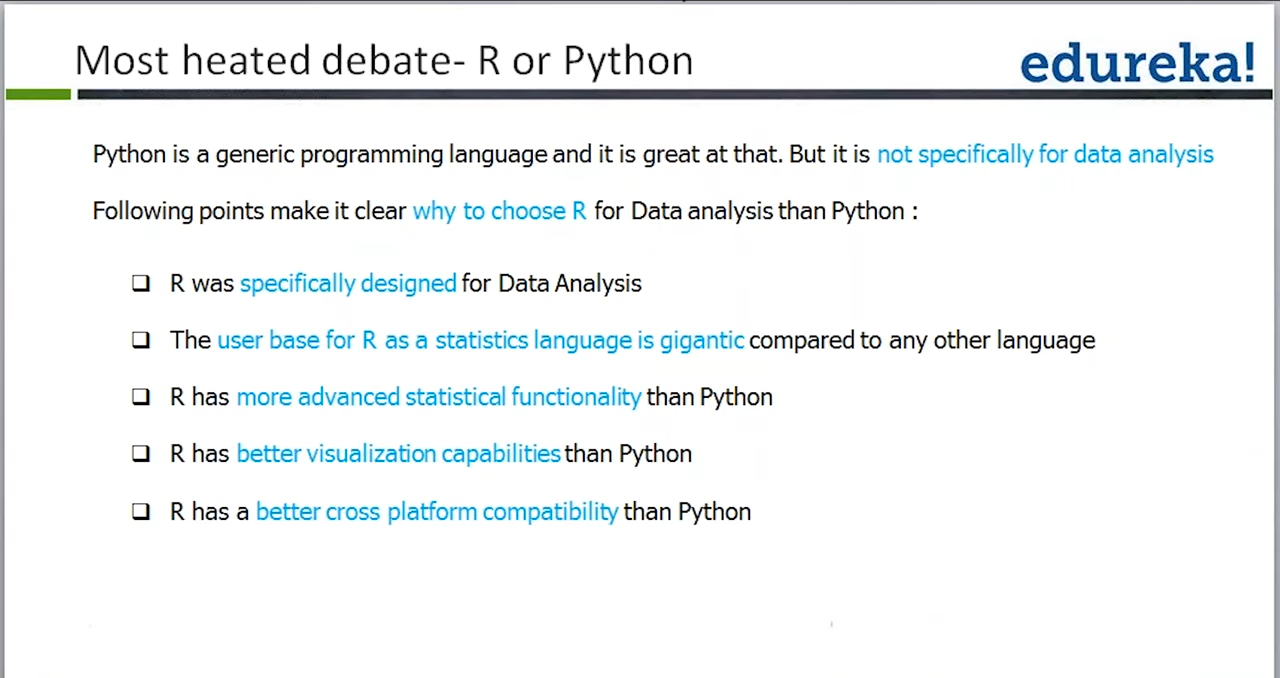 Most heated debate- R or Python
edureka!
Python is a generic programming language and it is great at that. But it is not specifically for data analysis
Following points make it clear why to choose R for Data analysis than Python :
❑ R was specifically designed for Data Analysis
❑ The user base for R as a statistics language is gigantic compared to any other language
❑ R has more advanced statistical functionality than Python
❑ R has better visualization capabilities than Python
❑ R has a better cross platform compatibility than Python